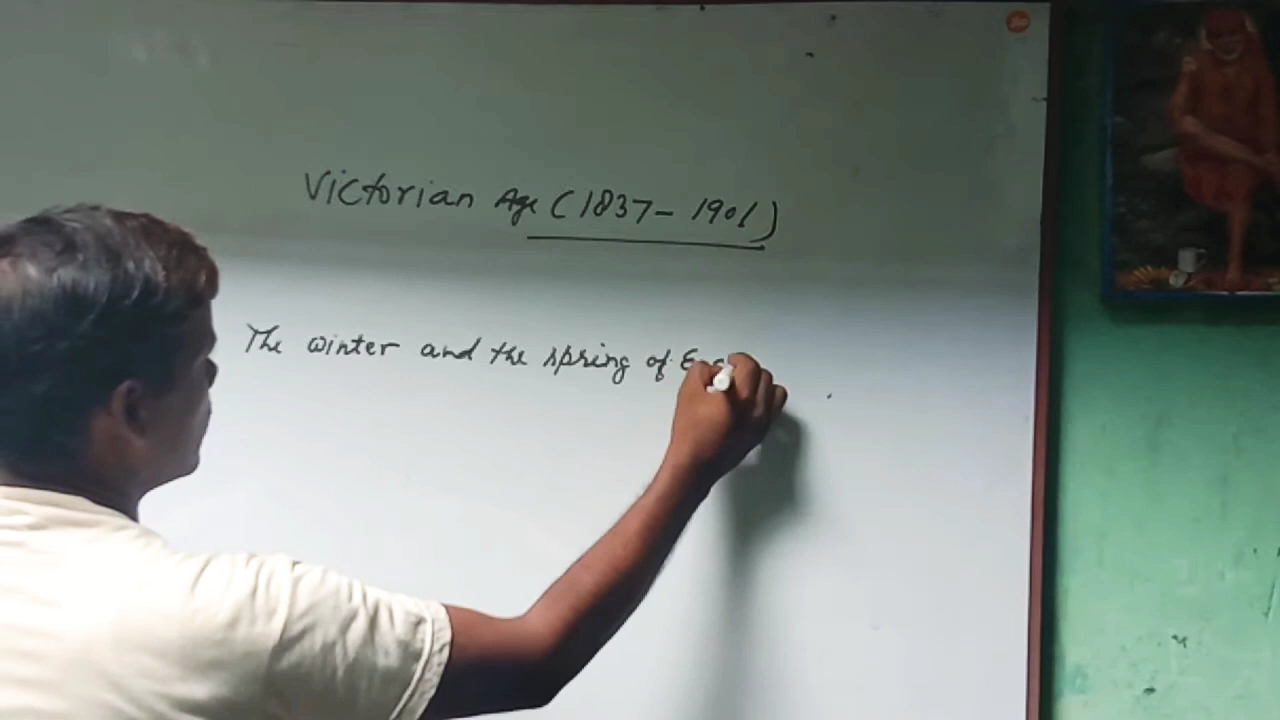 Victorian Age (1837- 1901)
The winter and the spring of